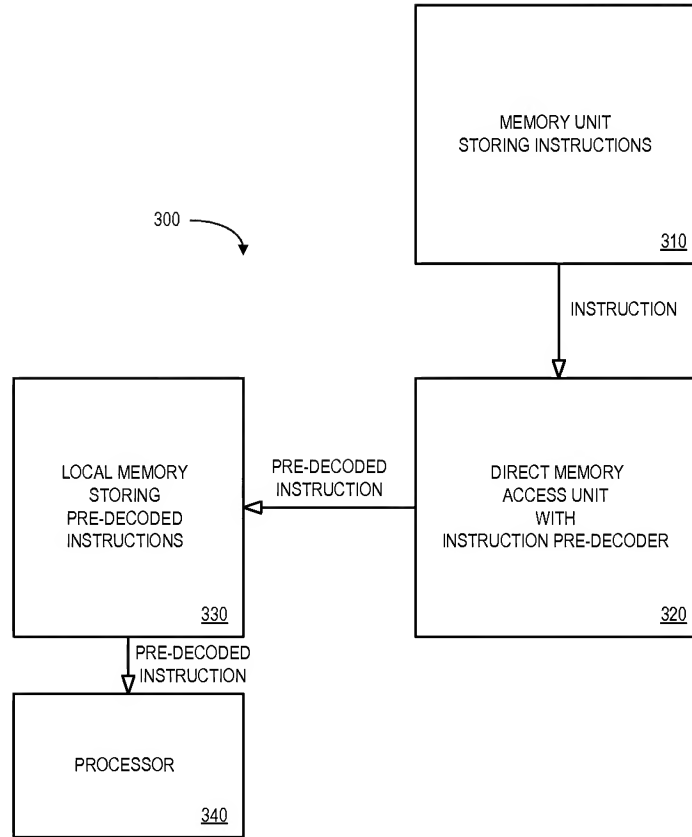 MEMORY UNIT
STORING INSTRUCTIONS
310
300
INSTRUCTION
DIRECT MEMORY
ACCESS UNIT
WITH
INSTRUCTION PRE-DECODER
320
PRE-DECODED
INSTRUCTION
LOCAL MEMORY
STORING
PRE-DECODED
INSTRUCTIONS
330
PRE-DECODED
INSTRUCTION
PROCESSOR
340